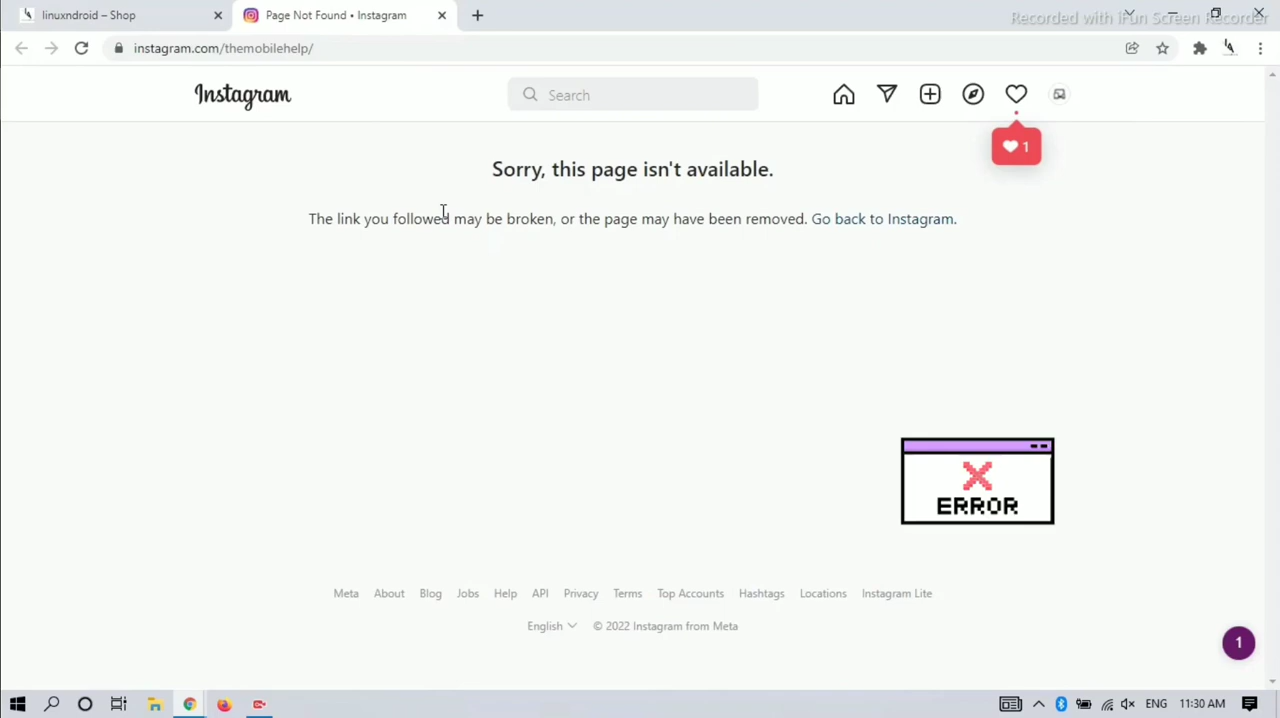 linuxndroid – Shop
Page Not Found • Instagram
Recorded with iFun Screen Recorder
instagram.com/themobilehelp/
Instagram
Search
1
Sorry, this page isn't available.
The link you followed may be broken, or the page may have been removed. Go back to Instagram.
ERROR
Meta About Blog Jobs Help API Privacy Terms Top Accounts Hashtags Locations Instagram Lite
English © 2022 Instagram from Meta
1
ENG 11:30 AM